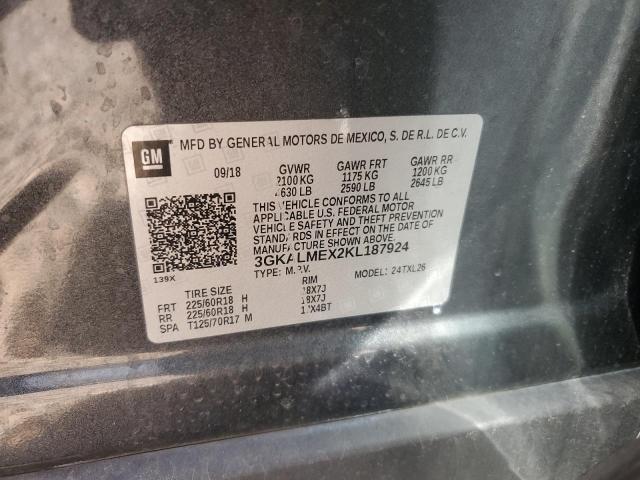 GM
MFD BY GENERAL MOTORS DE MEXICO, S. DE R.L. DE C.V.
09/18 GVWR GAWR FRT GAWR RR
2100 KG 1175 KG 1200 KG
4630 LB 2590 LB 2645 LB
THIS VEHICLE CONFORMS TO ALL
APPLICABLE U.S. FEDERAL MOTOR
VEHICLE SAFETY AND THEFT PREVENTION
STANDARDS IN EFFECT ON THE DATE OF
MANUFACTURE SHOWN ABOVE.
3GKALMEX2KL187924
TYPE: M.P.V. MODEL: 24TXL26
139X
TIRE SIZE RIM
FRT 225/60R18 H 18X7J
RR 225/60R18 H 18X7J
SPA T125/70R17 M 17X4BT